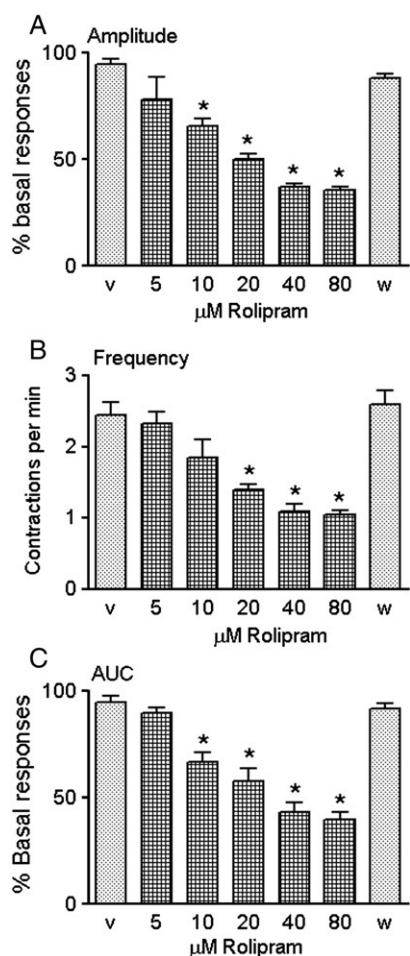 A
Amplitude
% basal responses
100
50
0
*
*
*
*
v 5 10 20 40 80 w
μM Rolipram
B
Frequency
Contractions per min
3
2
1
0
*
*
*
v 5 10 20 40 80 w
μM Rolipram
C
AUC
% Basal responses
100
50
0
*
*
*
*
v 5 10 20 40 80 w
μM Rolipram